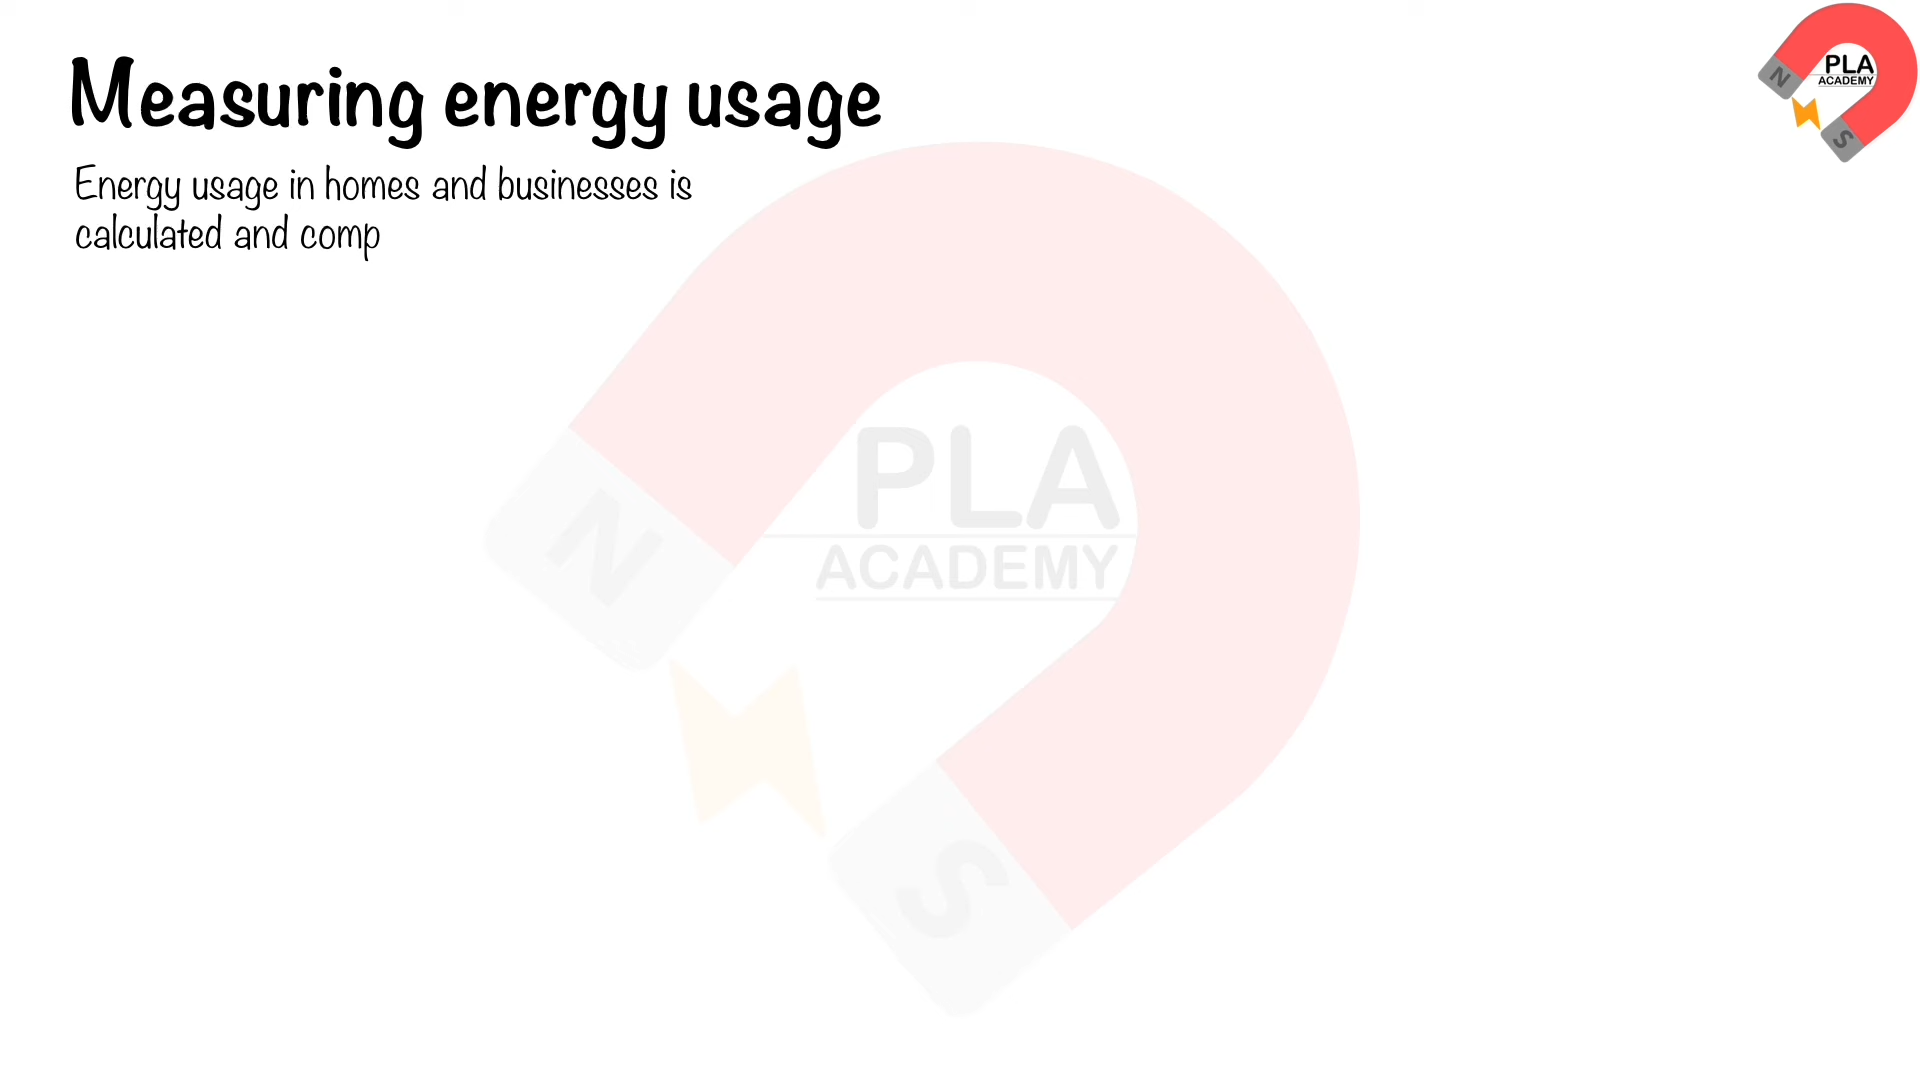 Measuring energy usage
Energy usage in homes and businesses is
calculated and comp
PLA
ACADEMY
N
S
PLA
ACADEMY
N
S